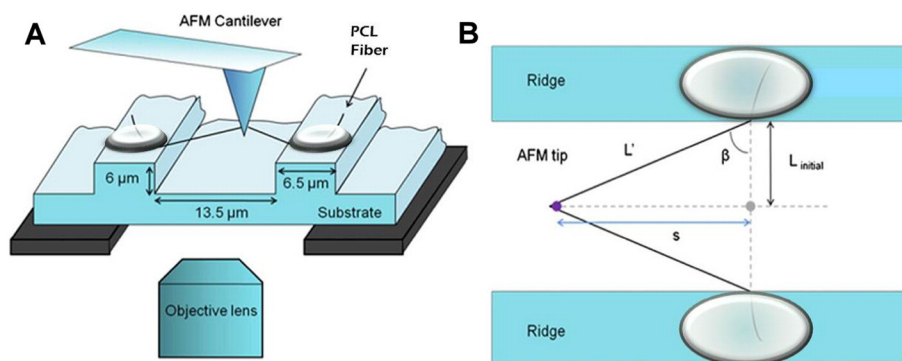 A
AFM Cantilever
PCL
Fiber
6 µm
6.5 µm
13.5 µm
Substrate
Objective lens
B
Ridge
AFM tip
L'
β
L initial
s
Ridge